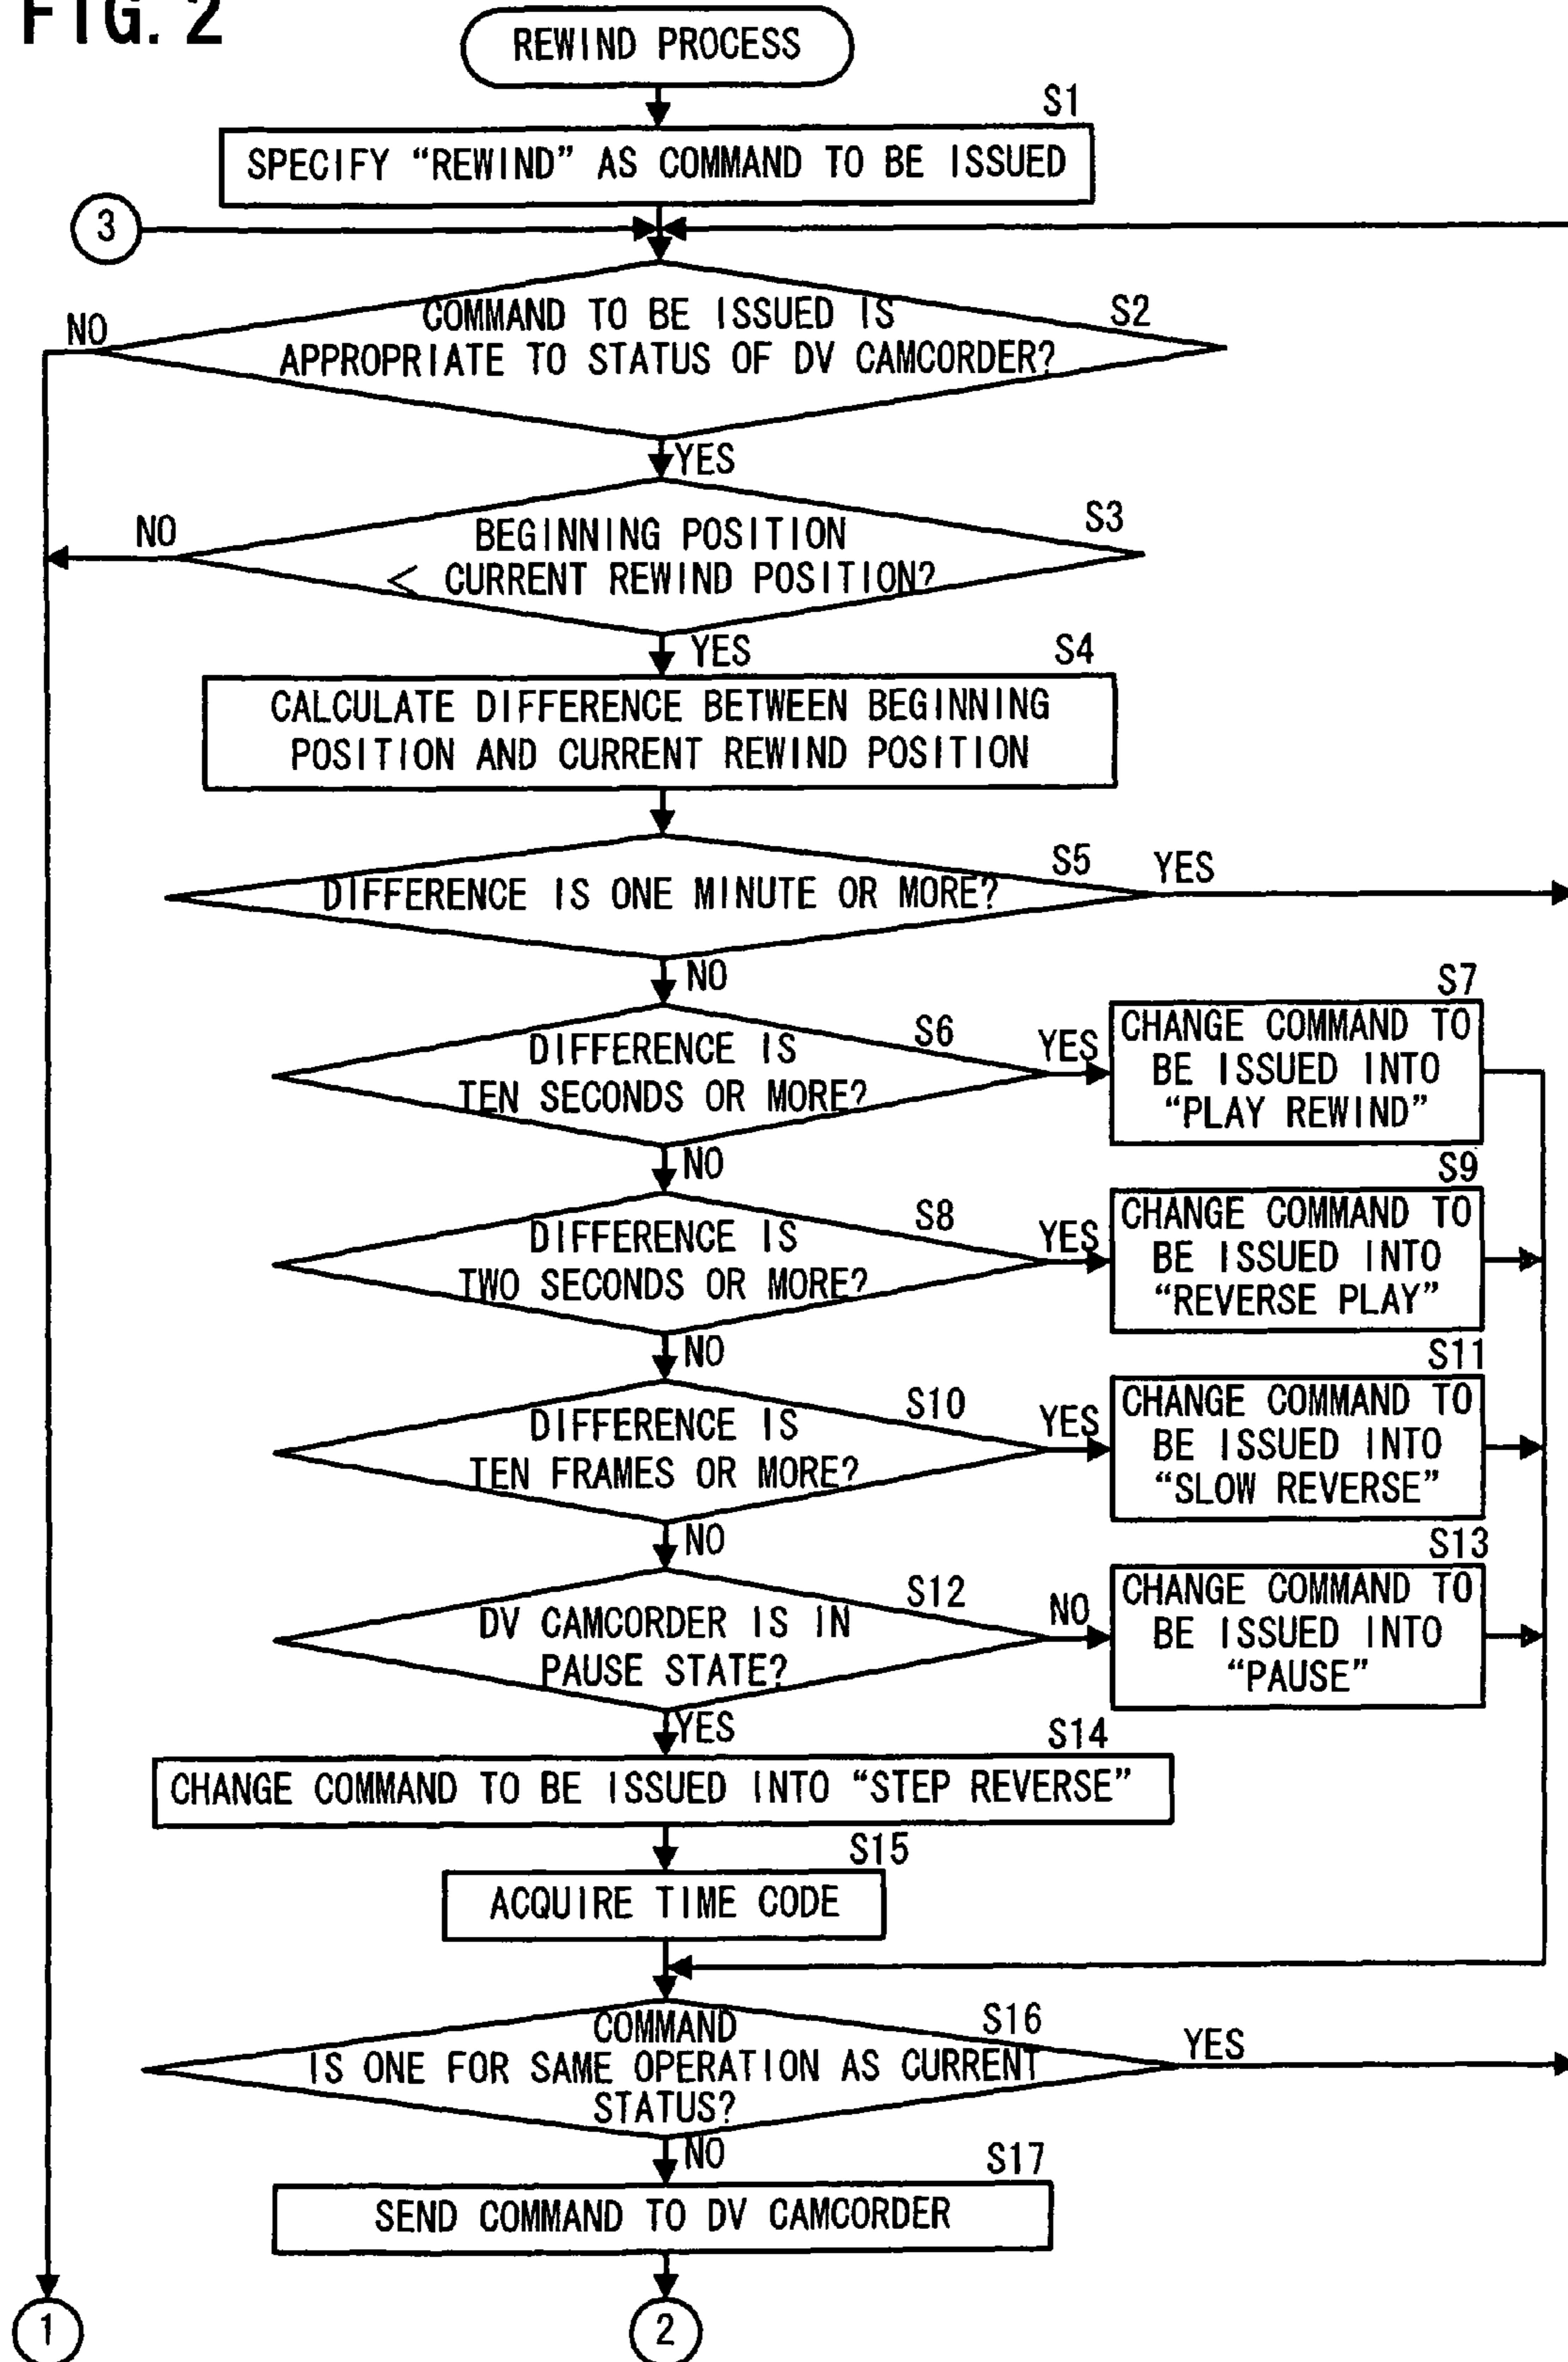 FIG. 2
REWIND PROCESS
S1
SPECIFY “REWIND” AS COMMAND TO BE ISSUED
3
S2
COMMAND TO BE ISSUED IS
APPROPRIATE TO STATUS OF DV CAMCORDER?
NO
YES
S3
BEGINNING POSITION
< CURRENT REWIND POSITION?
NO
YES
S4
CALCULATE DIFFERENCE BETWEEN BEGINNING
POSITION AND CURRENT REWIND POSITION
S5
DIFFERENCE IS ONE MINUTE OR MORE?
YES
NO
S6
DIFFERENCE IS
TEN SECONDS OR MORE?
YES
S7
CHANGE COMMAND TO
BE ISSUED INTO
“PLAY REWIND”
NO
S8
DIFFERENCE IS
TWO SECONDS OR MORE?
YES
S9
CHANGE COMMAND TO
BE ISSUED INTO
“REVERSE PLAY”
NO
S10
DIFFERENCE IS
TEN FRAMES OR MORE?
YES
S11
CHANGE COMMAND TO
BE ISSUED INTO
“SLOW REVERSE”
NO
S12
DV CAMCORDER IS IN
PAUSE STATE?
NO
S13
CHANGE COMMAND TO
BE ISSUED INTO
“PAUSE”
YES
S14
CHANGE COMMAND TO BE ISSUED INTO “STEP REVERSE”
S15
ACQUIRE TIME CODE
S16
COMMAND
IS ONE FOR SAME OPERATION AS CURRENT
STATUS?
YES
NO
S17
SEND COMMAND TO DV CAMCORDER
1
2